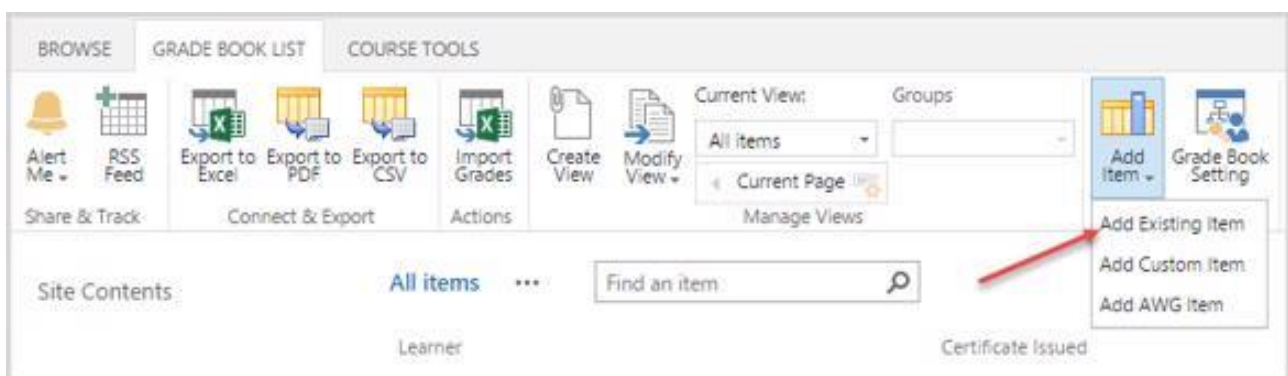 BROWSE GRADE BOOK LIST COURSE TOOLS
Current View: Groups
All items
Alert Me
RSS Feed
Export to Excel
Export to PDF
Export to CSV
Import Grades
Create View
Modify View
Current Page
Add Item
Grade Book Setting
Share & Track Connect & Export Actions Manage Views
Add Existing Item
Add Custom Item
Add AWG Item
Site Contents All items ... Find an item
Learner Certificate Issued